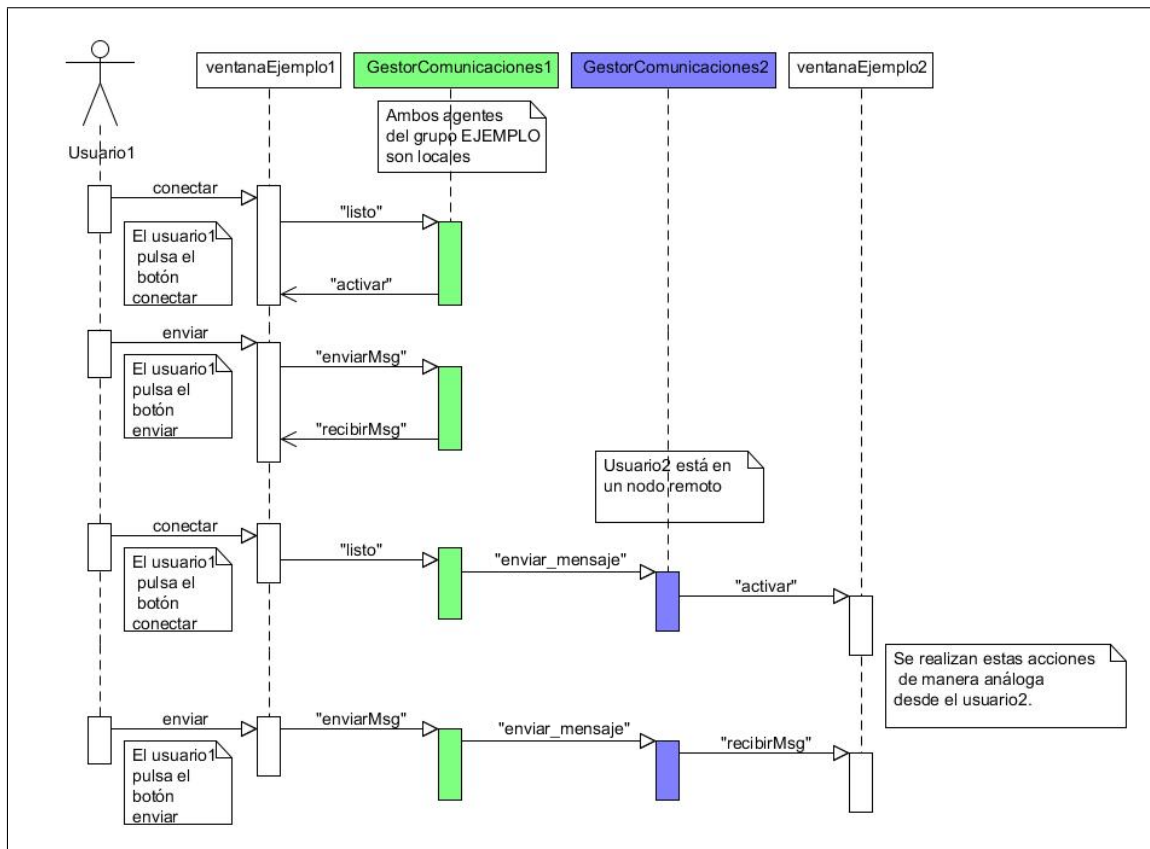 ventanaEjemplo1
GestorComunicaciones1
GestorComunicaciones2
ventanaEjemplo2
Usuario1
Ambos agentes
del grupo EJEMPLO
son locales
conectar
"listo"
El usuario1
pulsa el
botón
conectar
"activar"
enviar
"enviarMsg"
El usuario1
pulsa el
botón
enviar
"recibirMsg"
Usuario2 está en
un nodo remoto
conectar
"listo"
"enviar_mensaje"
"activar"
El usuario1
pulsa el
botón
conectar
Se realizan estas acciones
de manera análoga
desde el usuario2.
enviar
"enviarMsg"
"enviar_mensaje"
"recibirMsg"
El usuario1
pulsa el
botón
enviar